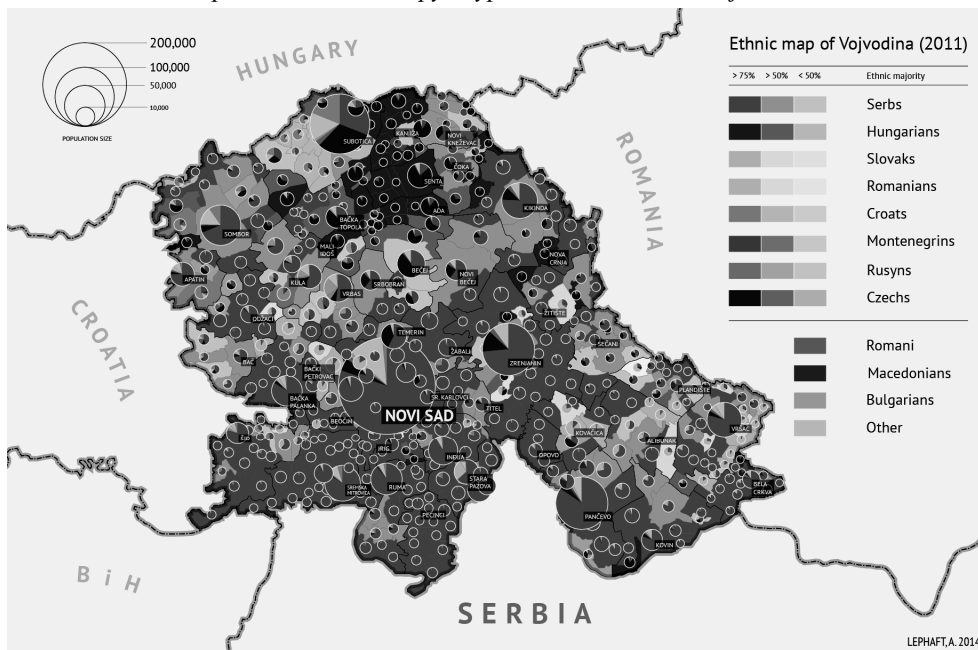 200,000
100,000
50,000
10,000
POPULATION SIZE
HUNGARY
ROMANIA
CROATIA
B i H
SERBIA
Ethnic map of Vojvodina (2011)
> 75% > 50% < 50% Ethnic majority
Serbs
Hungarians
Slovaks
Romanians
Croats
Montenegrins
Rusyns
Czechs
Romani
Macedonians
Bulgarians
Other
SUBOTICA
KANJIŽA
NOVI
KNEŽEVAC
ČOKA
SENTA
ADA
KIKINDA
SOMBOR
BAČKA
TOPOLA
MALI
IĐOŠ
BEČEJ
NOVA
CRNJA
APATIN
KULA
VRBAS
SRBOBRAN
NOVI
BEČEJ
ODŽACI
ŽITIŠTE
TEMERIN
SEČANJ
BAČ
ŽABALJ
ZRENJANIN
BAČKI
PETROVAC
PLANDIŠTE
BAČKA
PALANKA
SR. KARLOVCI
NOVI SAD
TITEL
BEOČIN
VRŠAC
KOVAČICA
ALIBUNAR
ŠID
IRIG
INĐIJA
OPOVO
STARA
PAZOVA
SREMSKA
MITROVICA
RUMA
BELA
CRKVA
PEĆINCI
PANČEVO
KOVIN
LEPHAFT, A. 2014